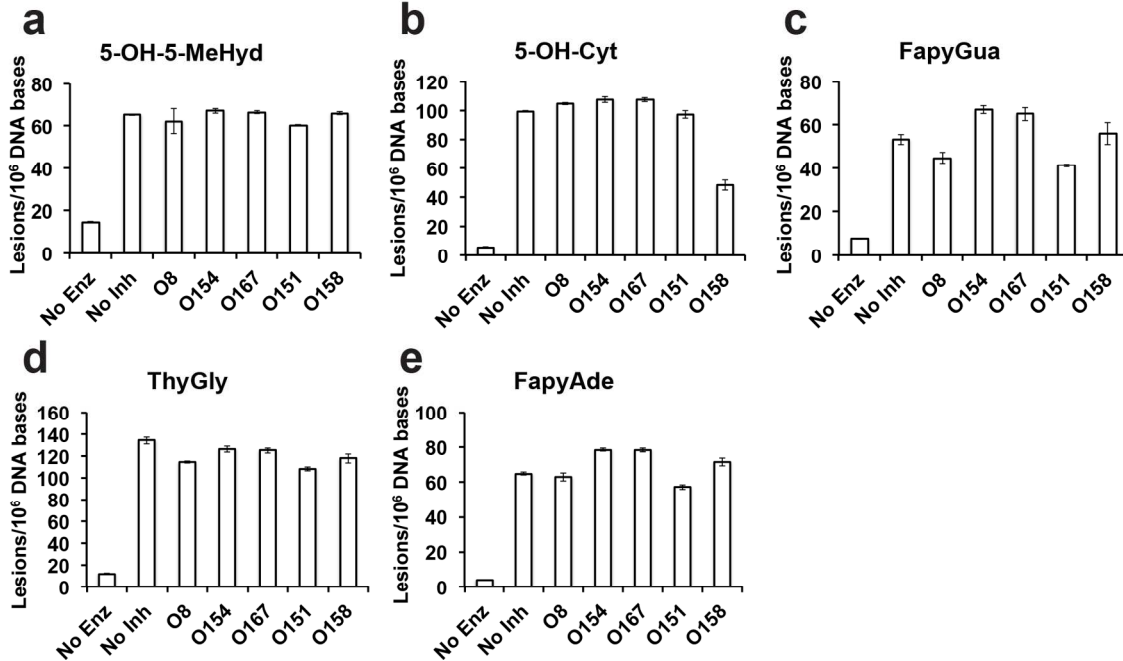 a
5-OH-5-MeHyd
Lesions/10⁶ DNA bases
80
60
40
20
0
No Enz
No Inh
O8
O154
O167
O151
O158
b
5-OH-Cyt
Lesions/10⁶ DNA bases
120
100
80
60
40
20
0
No Enz
No Inh
O8
O154
O167
O151
O158
c
FapyGua
Lesions/10⁶ DNA bases
80
60
40
20
0
No Enz
No Inh
O8
O154
O167
O151
O158
d
ThyGly
Lesions/10⁶ DNA bases
160
140
120
100
80
60
40
20
0
No Enz
No Inh
O8
O154
O167
O151
O158
e
FapyAde
Lesions/10⁶ DNA bases
100
80
60
40
20
0
No Enz
No Inh
O8
O154
O167
O151
O158